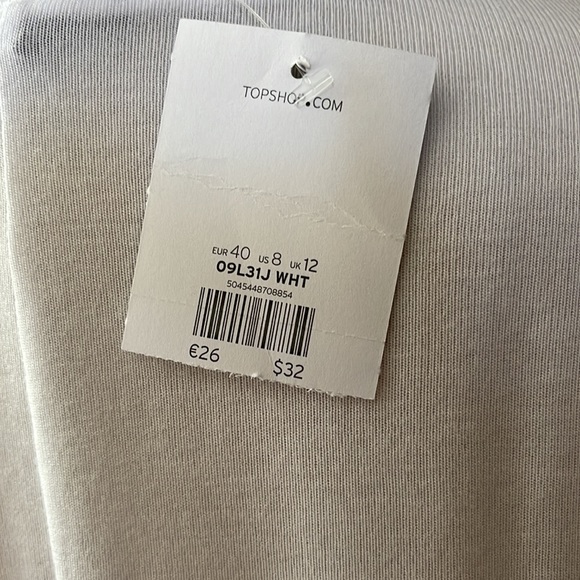 TOPSHOP.COM
EUR 40 US 8 UK 12
09L31J WHT
5045448708854
€26 $32